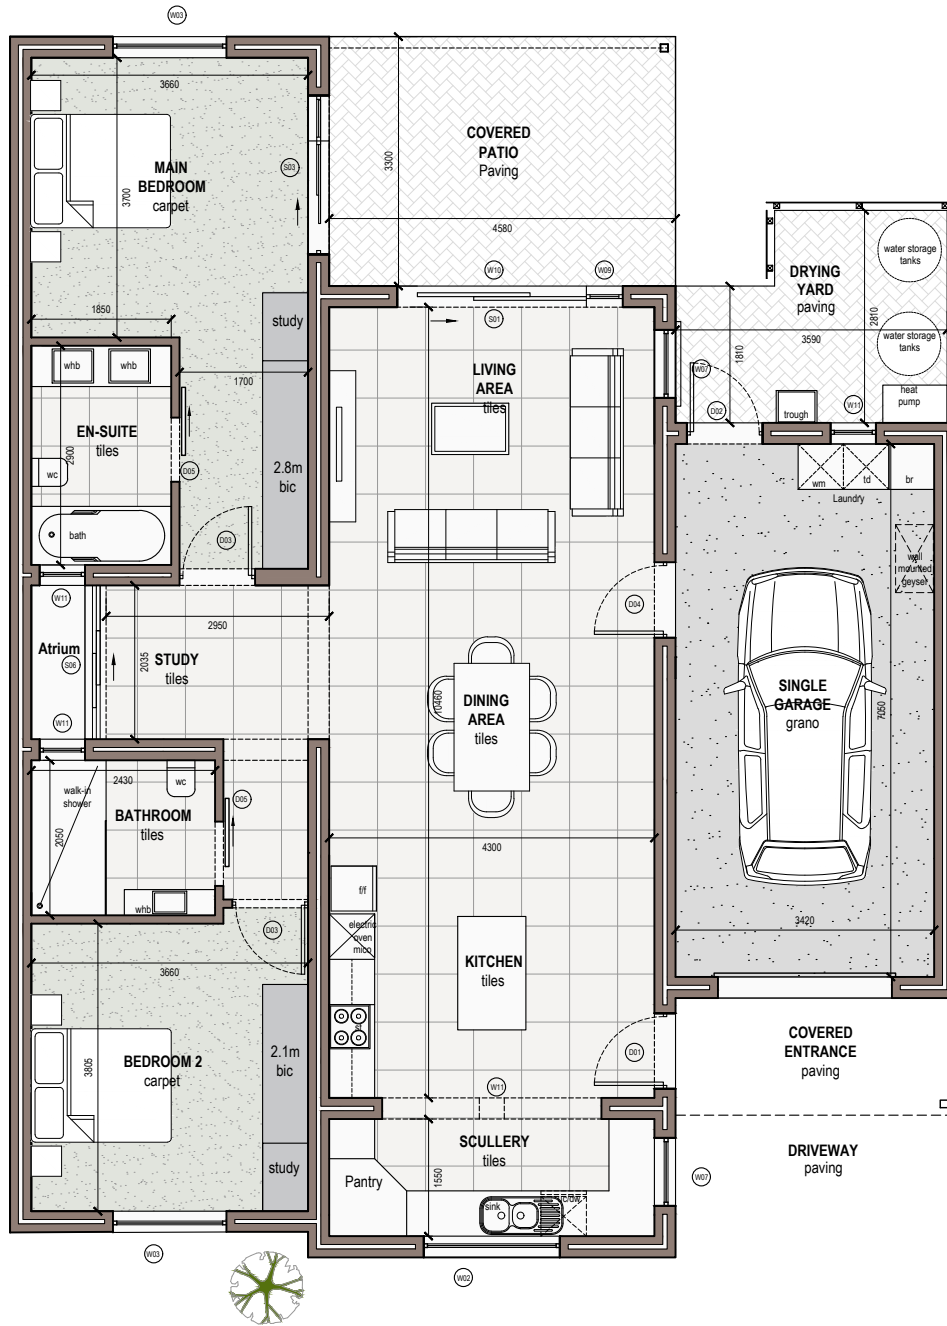 W03
3660
MAIN
BEDROOM
carpet
3700
S03
COVERED
PATIO
Paving
3300
4580
W10
W09
S01
DRYING
YARD
paving
water storage
tanks
water storage
tanks
2810
3590
1810
W07
D02
trough
W11
heat
pump
1850
study
1700
whb
whb
EN-SUITE
tiles
2900
wc
D05
bath
2.8m
bic
D03
LIVING
AREA
tiles
wm
td
br
Laundry
wall
mounted
geyser
W11
Atrium
S06
W11
2950
2035
STUDY
tiles
D04
10460
DINING
AREA
tiles
SINGLE
GARAGE
grano
7050
2430
walk-in
shower
wc
BATHROOM
tiles
2050
D05
whb
D03
4300
f/f
electric
oven
mico
KITCHEN
tiles
3420
3660
BEDROOM 2
carpet
3805
2.1m
bic
study
D01
W11
COVERED
ENTRANCE
paving
SCULLERY
tiles
1550
Pantry
sink
DRIVEWAY
paving
W07
W03
W02